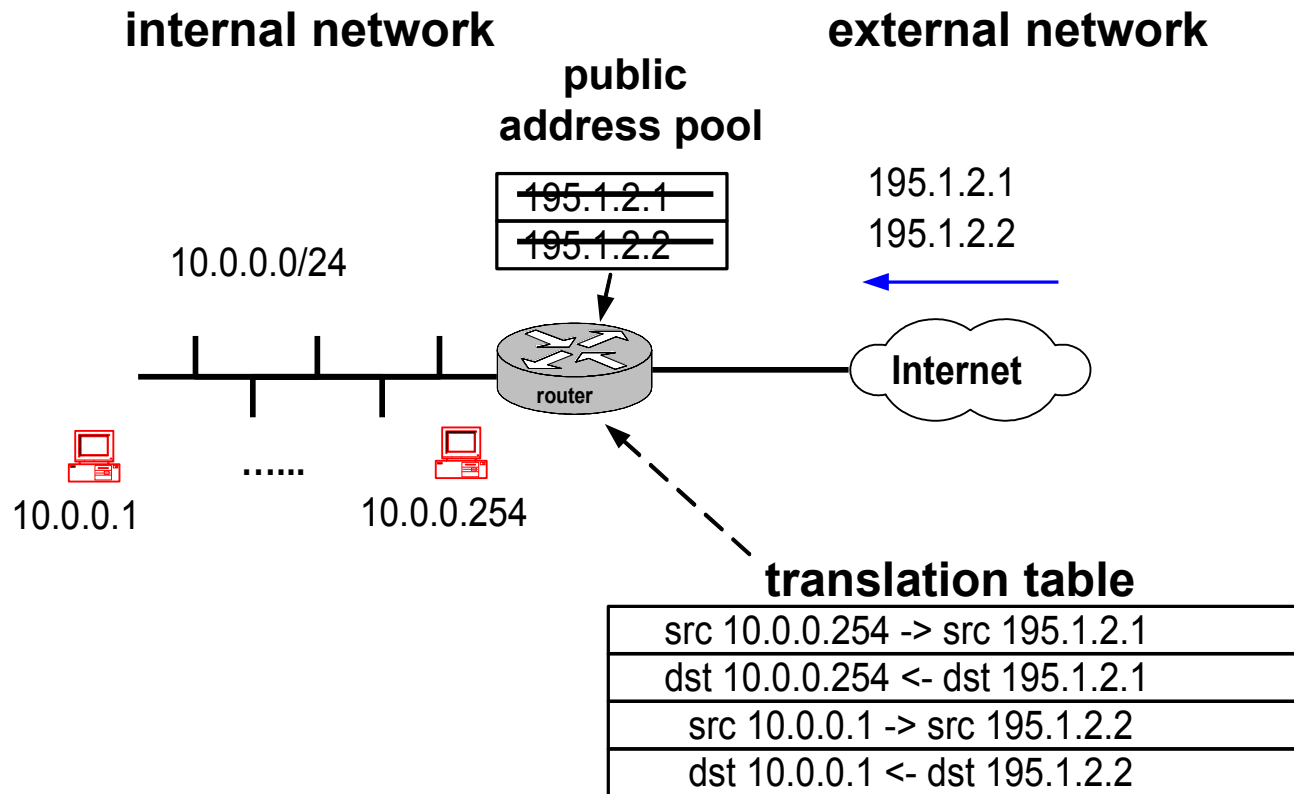 internal network
external network
public
address pool
195.1.2.1
195.1.2.2
195.1.2.1
195.1.2.2
10.0.0.0/24
router
Internet
…...
10.0.0.1
10.0.0.254
translation table
src 10.0.0.254 -> src 195.1.2.1
dst 10.0.0.254 <- dst 195.1.2.1
src 10.0.0.1 -> src 195.1.2.2
dst 10.0.0.1 <- dst 195.1.2.2